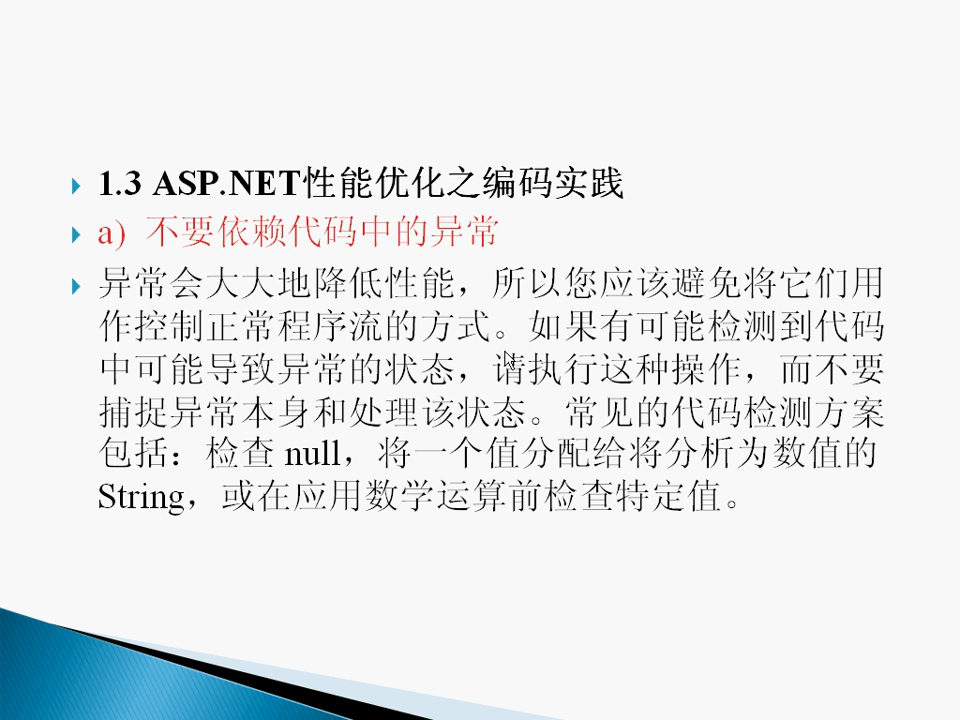 1.3 ASP.NET性能优化之编码实践
a) 不要依赖代码中的异常
异常会大大地降低性能，所以您应该避免将它们用
作控制正常程序流的方式。如果有可能检测到代码
中可能导致异常的状态，请执行这种操作，而不要
捕捉异常本身和处理该状态。常见的代码检测方案
包括：检查 null，将一个值分配给将分析为数值的
String，或在应用数学运算前检查特定值。